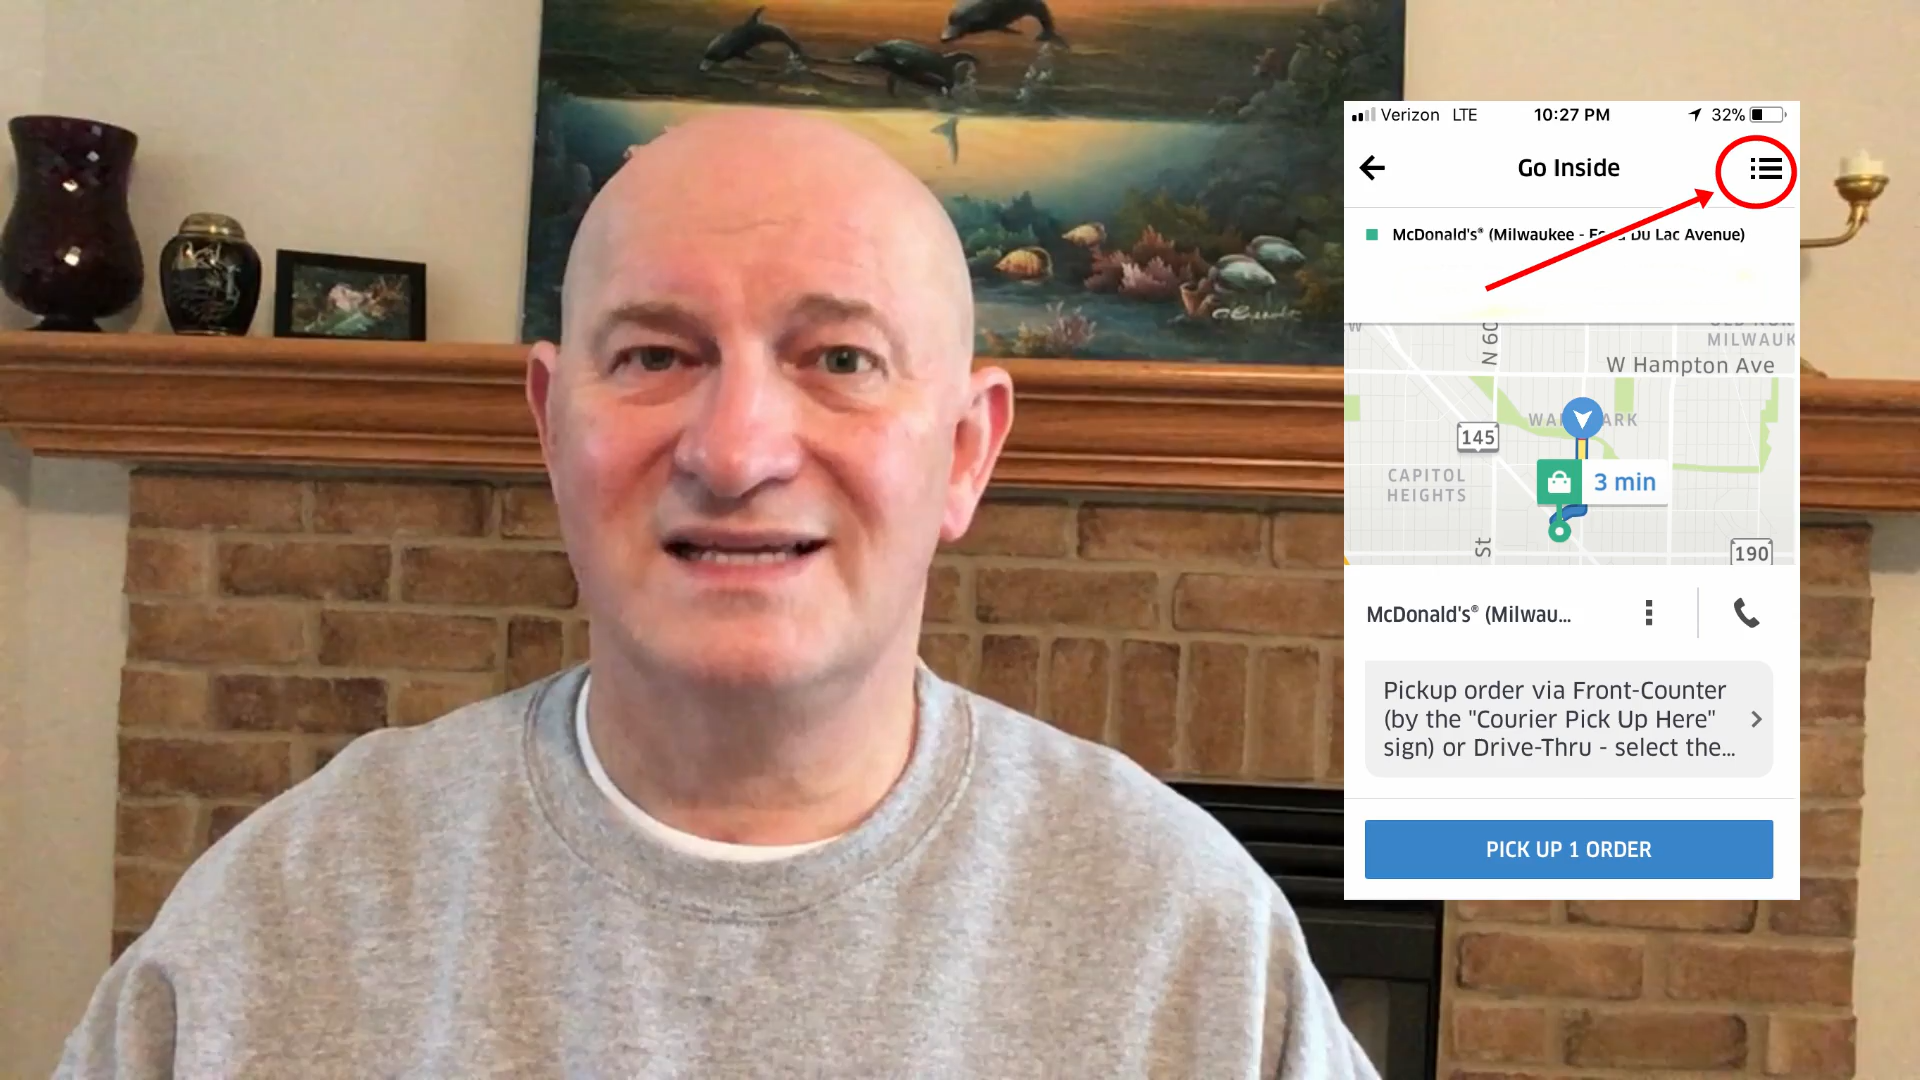 Verizon LTE 10:27 PM 32%
Go Inside
McDonald's® (Milwaukee - Fond Du Lac Avenue)
N 60
MILWAUK
W Hampton Ave
145
CAPITOL
HEIGHTS
3 min
St
190
McDonald's® (Milwau...
Pickup order via Front-Counter
(by the "Courier Pick Up Here"
sign) or Drive-Thru - select the...
PICK UP 1 ORDER